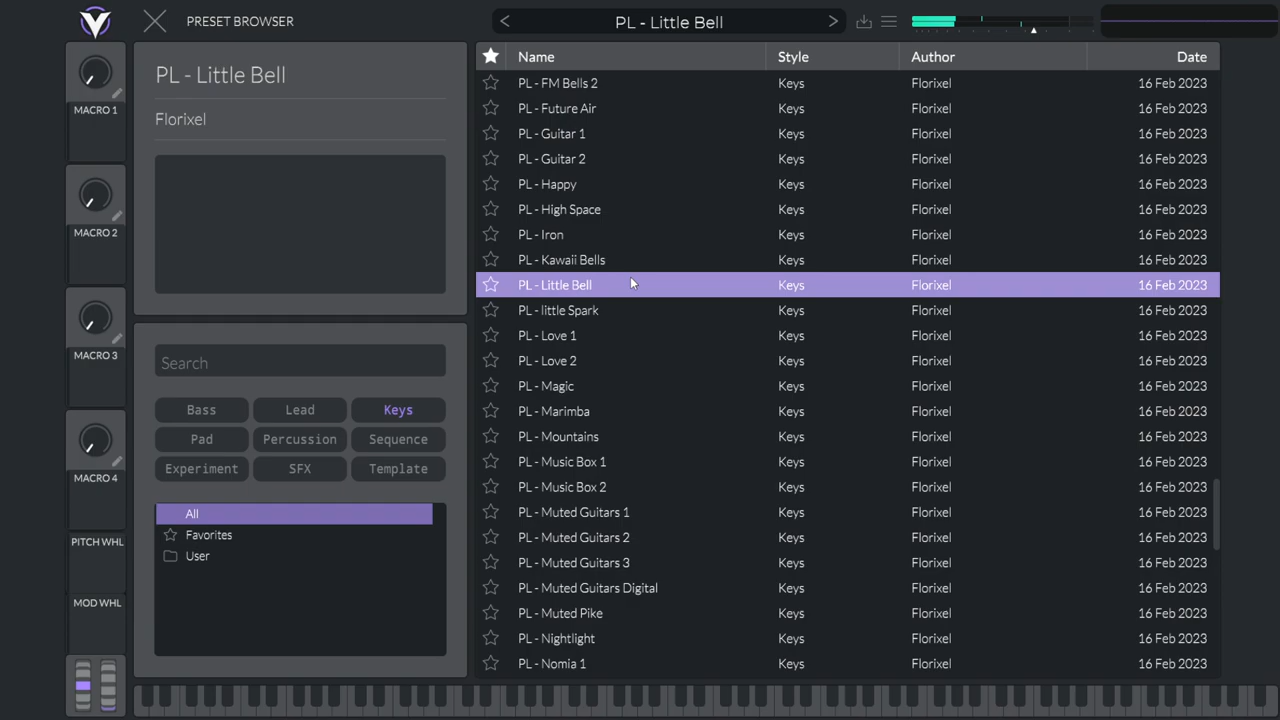 PRESET BROWSER
PL - Little Bell
MACRO 1
MACRO 2
MACRO 3
MACRO 4
PITCH WHL
MOD WHL
PL - Little Bell
Florixel
Search
Bass Lead Keys
Pad Percussion Sequence
Experiment SFX Template
All
Favorites
User
Name Style Author Date
PL - FM Bells 2 Keys Florixel 16 Feb 2023
PL - Future Air Keys Florixel 16 Feb 2023
PL - Guitar 1 Keys Florixel 16 Feb 2023
PL - Guitar 2 Keys Florixel 16 Feb 2023
PL - Happy Keys Florixel 16 Feb 2023
PL - High Space Keys Florixel 16 Feb 2023
PL - Iron Keys Florixel 16 Feb 2023
PL - Kawaii Bells Keys Florixel 16 Feb 2023
PL - Little Bell Keys Florixel 16 Feb 2023
PL - little Spark Keys Florixel 16 Feb 2023
PL - Love 1 Keys Florixel 16 Feb 2023
PL - Love 2 Keys Florixel 16 Feb 2023
PL - Magic Keys Florixel 16 Feb 2023
PL - Marimba Keys Florixel 16 Feb 2023
PL - Mountains Keys Florixel 16 Feb 2023
PL - Music Box 1 Keys Florixel 16 Feb 2023
PL - Music Box 2 Keys Florixel 16 Feb 2023
PL - Muted Guitars 1 Keys Florixel 16 Feb 2023
PL - Muted Guitars 2 Keys Florixel 16 Feb 2023
PL - Muted Guitars 3 Keys Florixel 16 Feb 2023
PL - Muted Guitars Digital Keys Florixel 16 Feb 2023
PL - Muted Pike Keys Florixel 16 Feb 2023
PL - Nightlight Keys Florixel 16 Feb 2023
PL - Nomia 1 Keys Florixel 16 Feb 2023